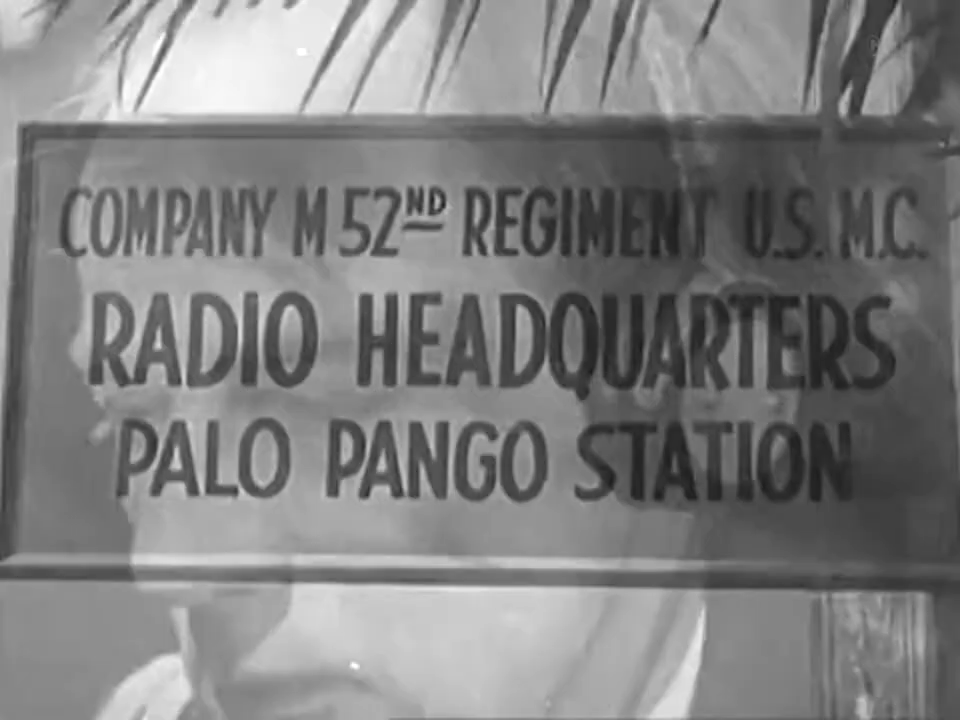 COMPANY M 52ND REGIMENT U.S. M.C.
RADIO HEADQUARTERS
PALO PANGO STATION